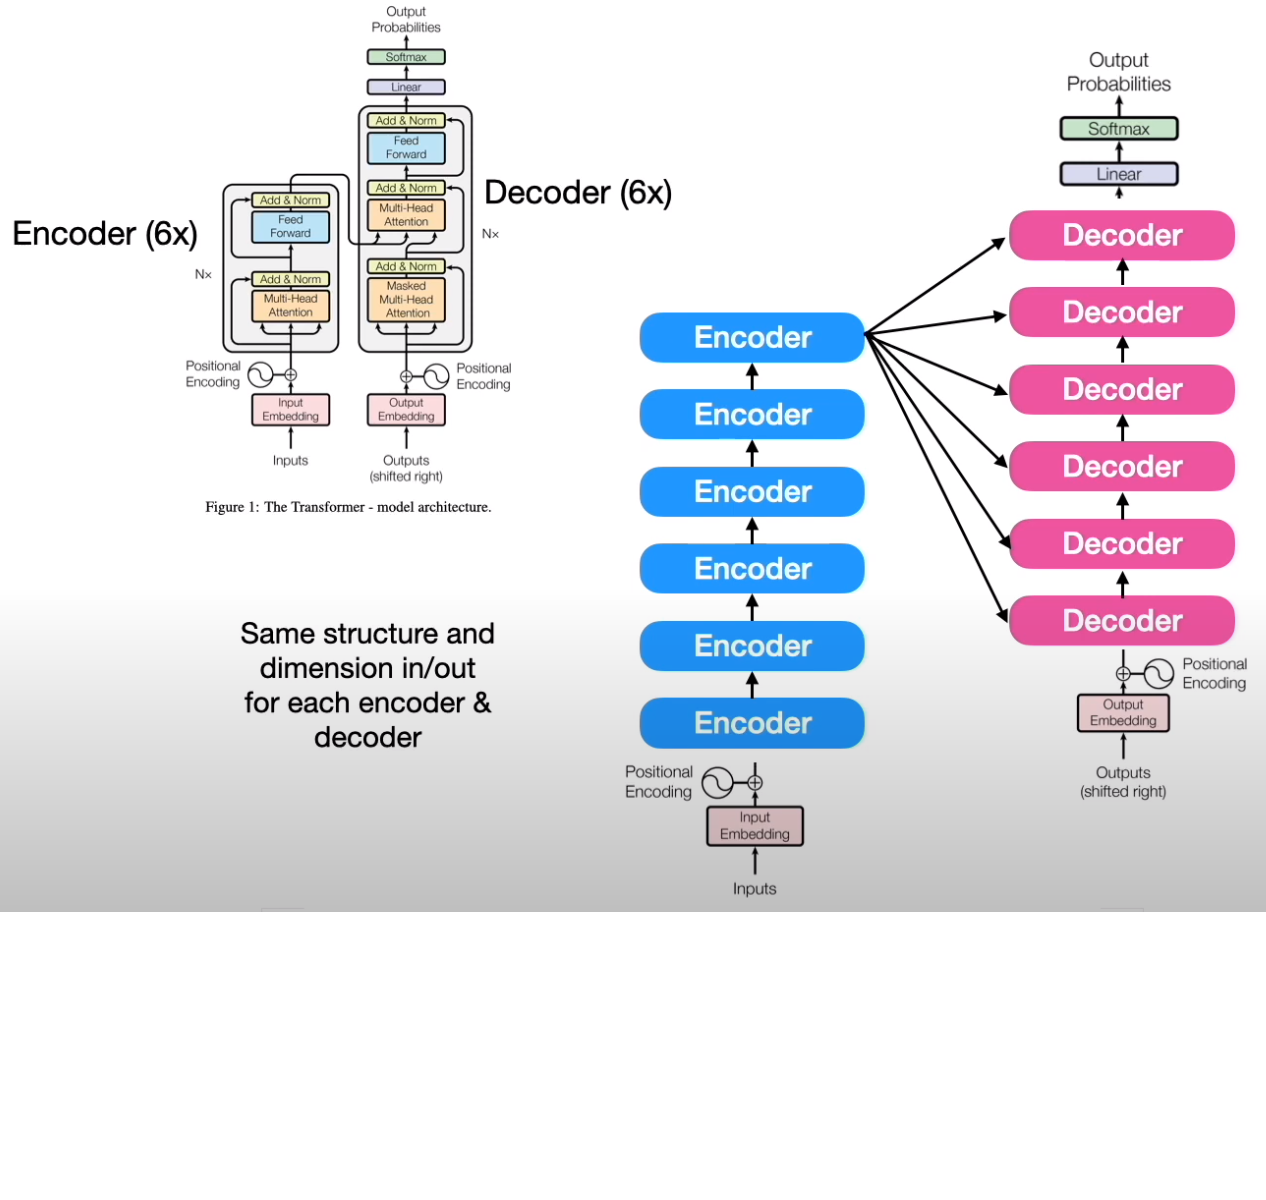 Output
Probabilities
Softmax
Linear
Add & Norm
Feed
Forward
Add & Norm
Multi-Head
Attention
Add & Norm
Masked
Multi-Head
Attention
Nx
Decoder (6x)
Encoder (6x)
Nx
Add & Norm
Feed
Forward
Add & Norm
Multi-Head
Attention
Positional
Encoding
Positional
Encoding
Input
Embedding
Output
Embedding
Inputs
Outputs
(shifted right)
Figure 1: The Transformer - model architecture.
Same structure and
dimension in/out
for each encoder &
decoder
Encoder
Encoder
Encoder
Encoder
Encoder
Encoder
Positional
Encoding
Input
Embedding
Inputs
Output
Probabilities
Softmax
Linear
Decoder
Decoder
Decoder
Decoder
Decoder
Decoder
Positional
Encoding
Output
Embedding
Outputs
(shifted right)